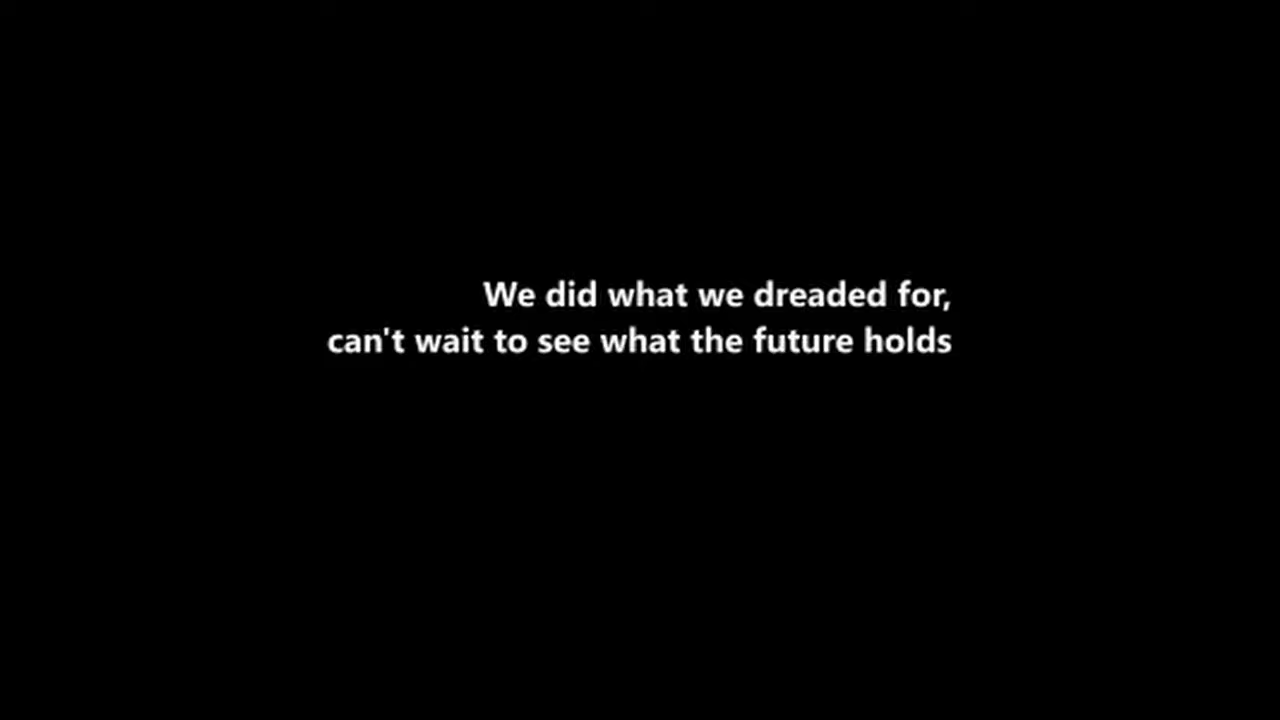 We did what we dreaded for,
can't wait to see what the future holds